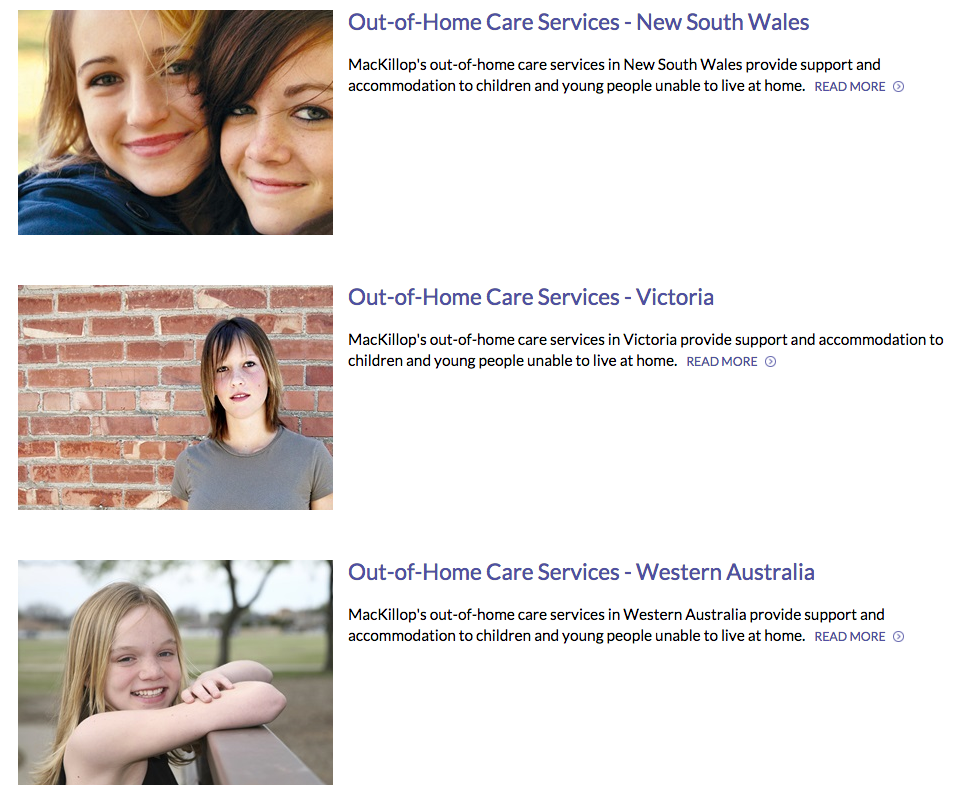 Out-of-Home Care Services - New South Wales
MacKillop's out-of-home care services in New South Wales provide support and
accommodation to children and young people unable to live at home. READ MORE
Out-of-Home Care Services - Victoria
MacKillop's out-of-home care services in Victoria provide support and accommodation to
children and young people unable to live at home. READ MORE
Out-of-Home Care Services - Western Australia
MacKillop's out-of-home care services in Western Australia provide support and
accommodation to children and young people unable to live at home. READ MORE